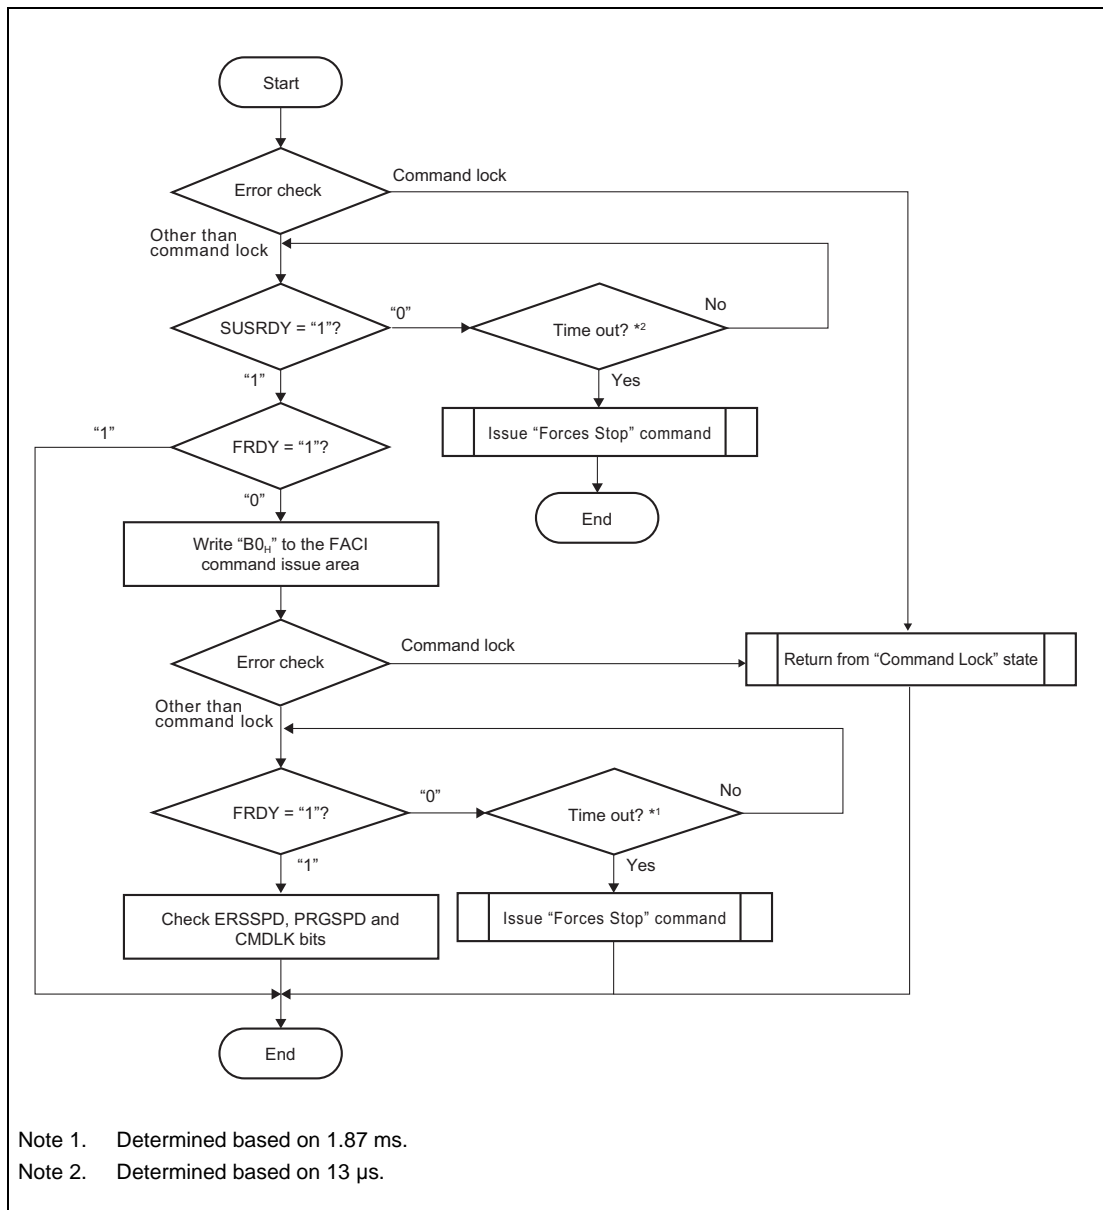 Start
Error check
Command lock
Other than
command lock
SUSRDY = “1”?
“0”
Time out? *2
No
“1”
Yes
Issue “Forces Stop” command
“1”
FRDY = “1”?
“0”
End
Write “B0H” to the FACI
command issue area
Error check
Command lock
Return from “Command Lock” state
Other than
command lock
FRDY = “1”?
“0”
Time out? *1
No
“1”
Yes
Check ERSSPD, PRGSPD and
CMDLK bits
Issue “Forces Stop” command
End
Note 1. Determined based on 1.87 ms.
Note 2. Determined based on 13 µs.